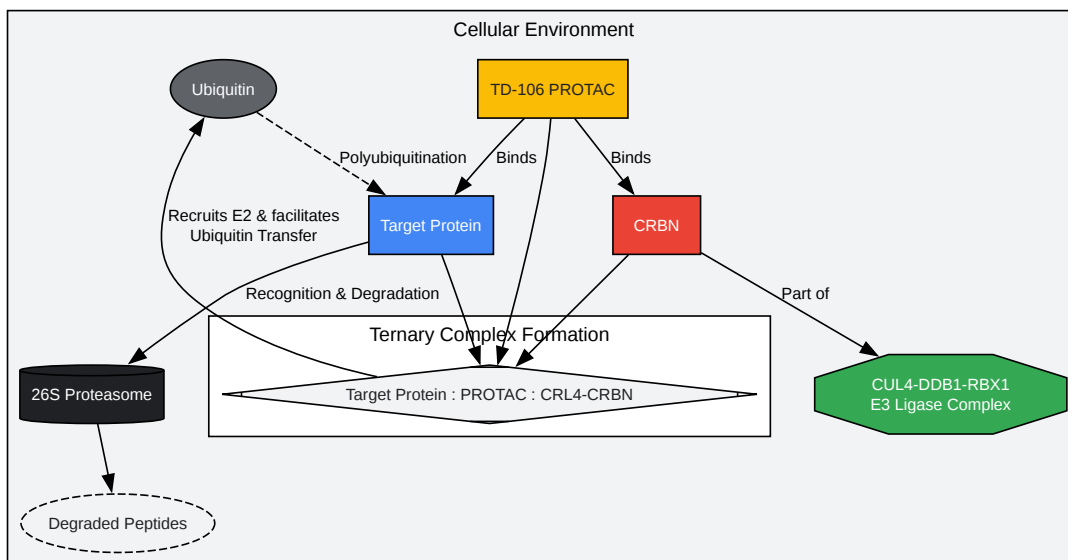 Cellular Environment
Ubiquitin
TD-106 PROTAC
Polyubiquitination
Binds
Binds
Recruits E2 & facilitates
Ubiquitin Transfer
Target Protein
CRBN
Recognition & Degradation
Part of
Ternary Complex Formation
26S Proteasome
Target Protein : PROTAC : CRL4-CRBN
CUL4-DDB1-RBX1
E3 Ligase Complex
Degraded Peptides